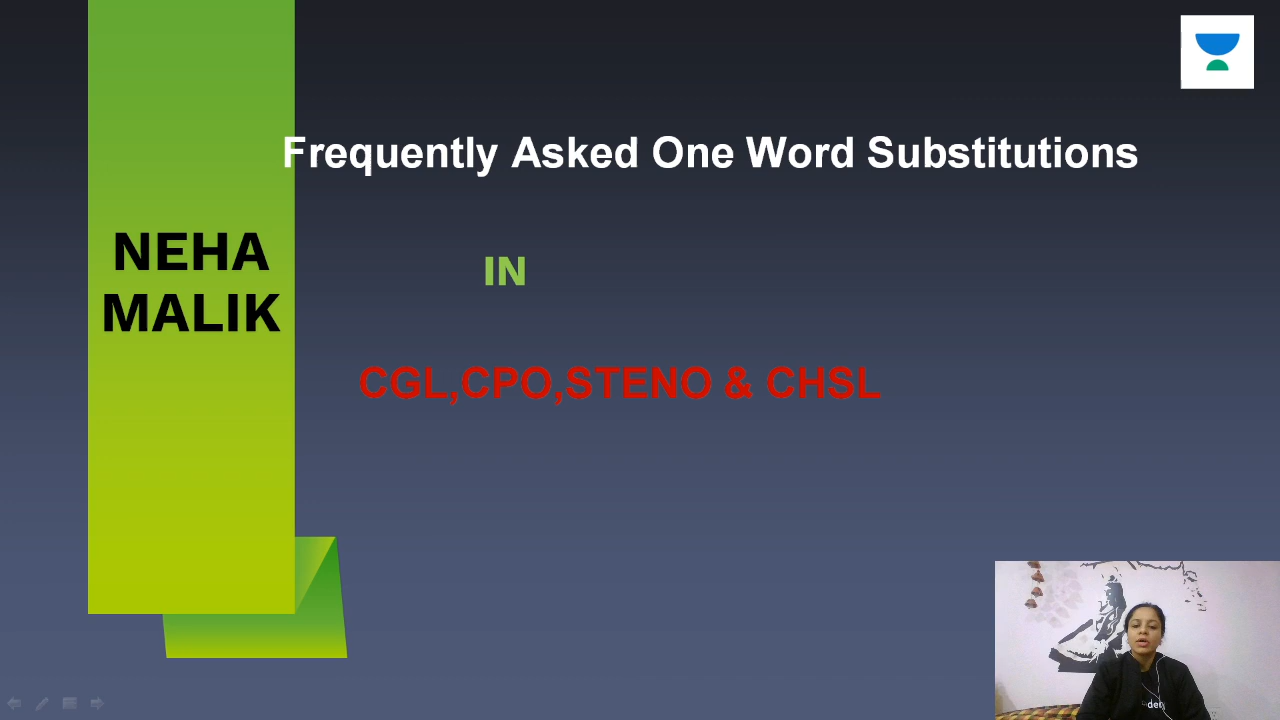 Frequently Asked One Word Substitutions
NEHA
MALIK
IN
CGL,CPO,STENO & CHSL